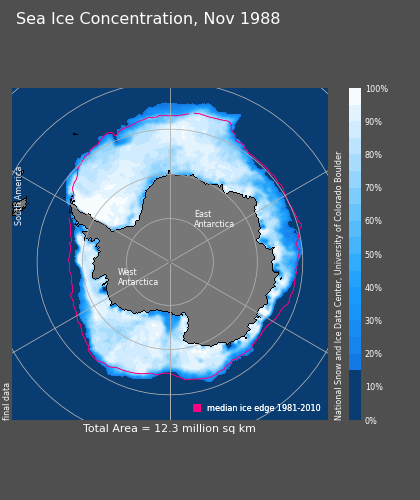 Sea Ice Concentration, Nov 1988
South America
East
Antarctica
West
Antarctica
final data
median ice edge 1981-2010
Total Area = 12.3 million sq km
National Snow and Ice Data Center, University of Colorado Boulder
100%
90%
80%
70%
60%
50%
40%
30%
20%
10%
0%